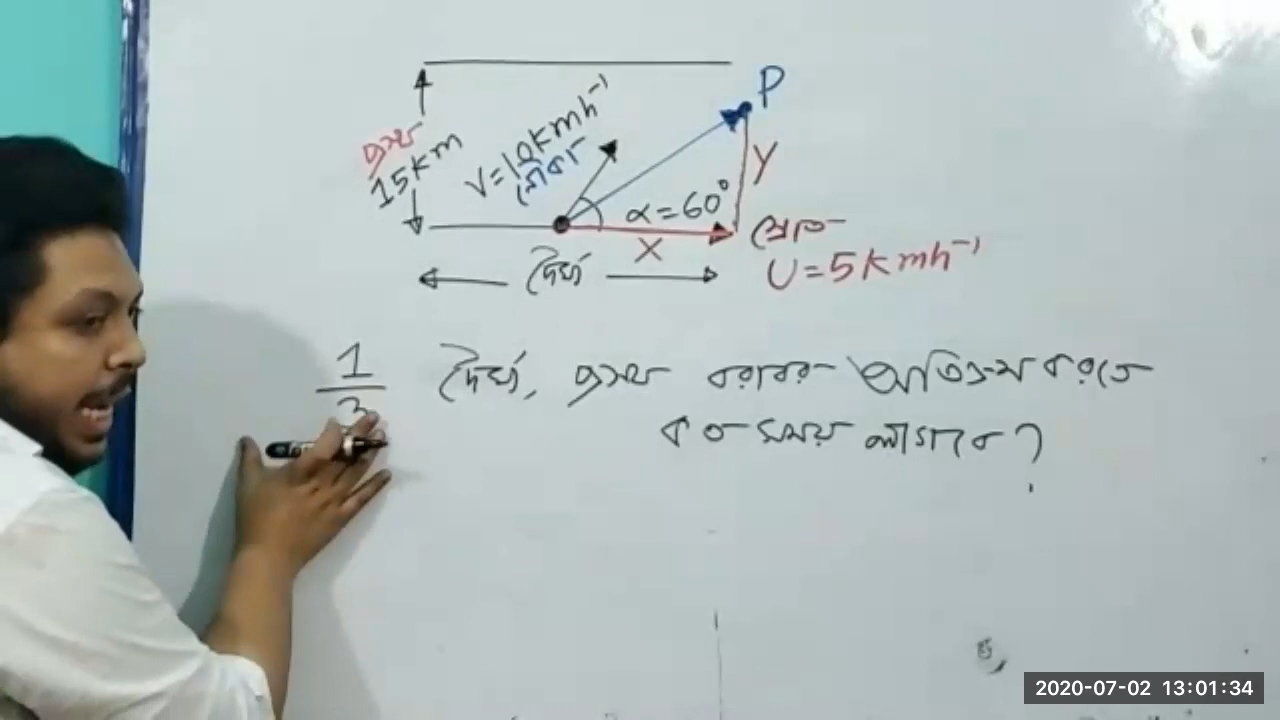 P
V=10kmh⁻¹
নৌকা
প্রস্থ
15km
y
α=60°
স্রোত
x
U=5kmh⁻¹
দৈর্ঘ্য
1
3
দৈর্ঘ্য, প্রস্থ বরাবর অতিক্রম করতে
কত সময় লাগবে?
2020-07-02 13:01:34